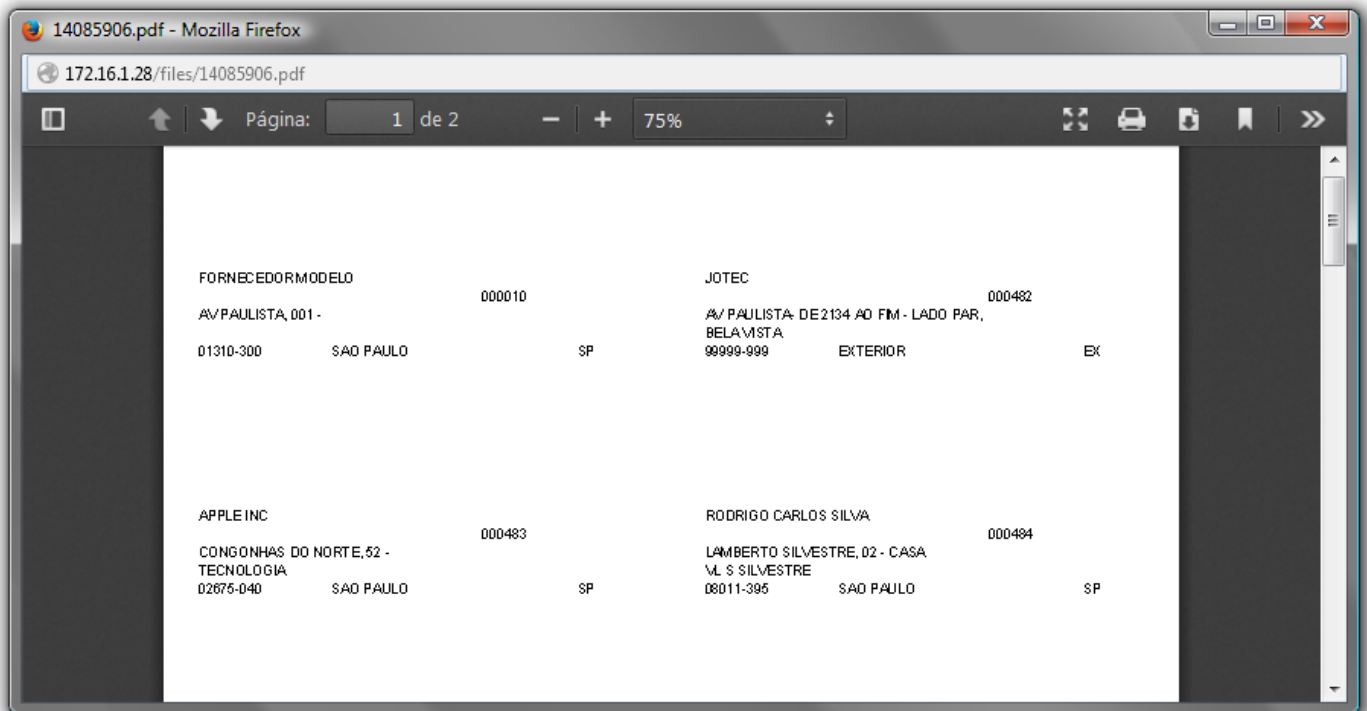 14085906.pdf - Mozilla Firefox
172.16.1.28/files/14085906.pdf
Página: 1 de 2 75%
FORNECEDOR MODELO
000010
AV PAULISTA, 001 -
01310-300 SAO PAULO SP
JOTEC
000482
AV PAULISTA- DE 2134 AO FIM - LADO PAR,
BELA VISTA
99999-999 EXTERIOR EX
APPLE INC
000483
CONGONHAS DO NORTE, 52 -
TECNOLOGIA
02675-040 SAO PAULO SP
RODRIGO CARLOS SILVA
000484
LAMBERTO SILVESTRE, 02 - CASA
VL S SILVESTRE
08011-395 SAO PAULO SP